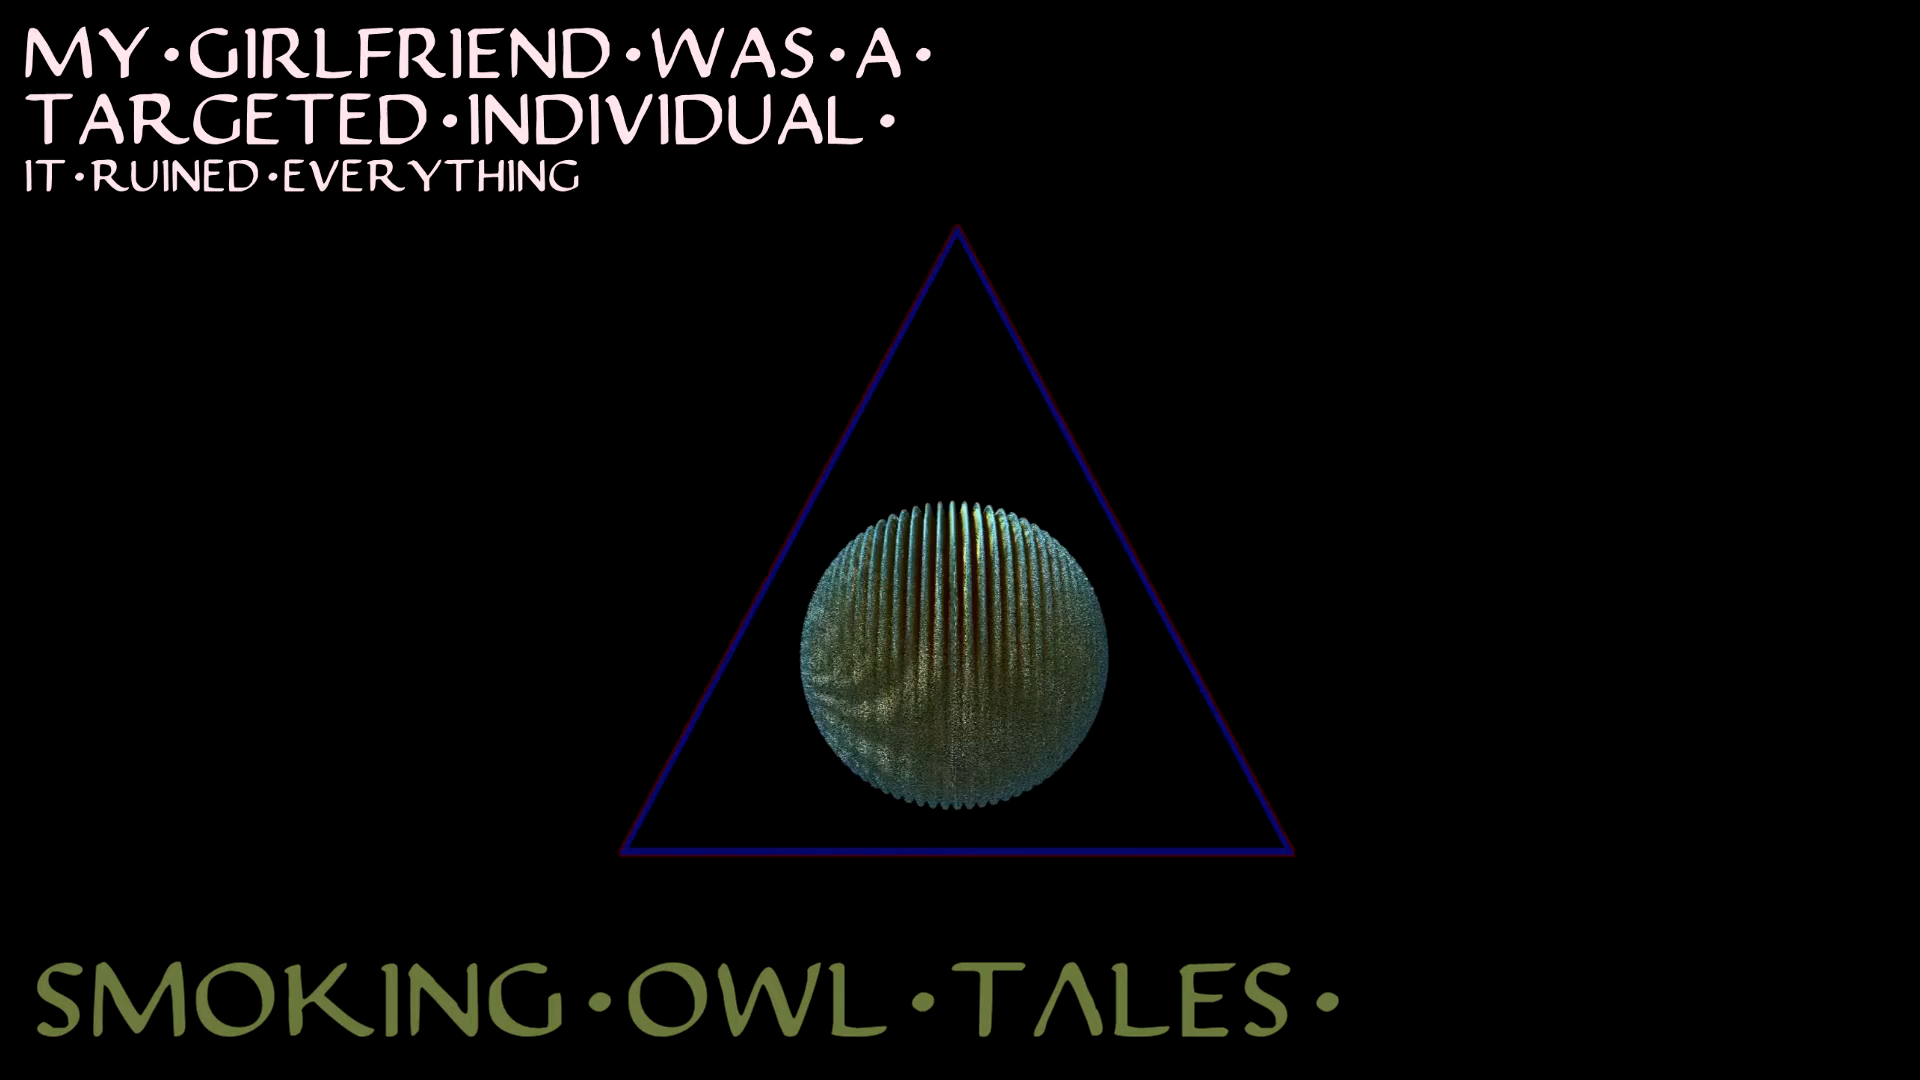 MY•GIRLFRIEND•WAS•A•
TARGETED•INDIVIDUAL•
IT•RUINED•EVERYTHING
SMOKING•OWL•TALES•